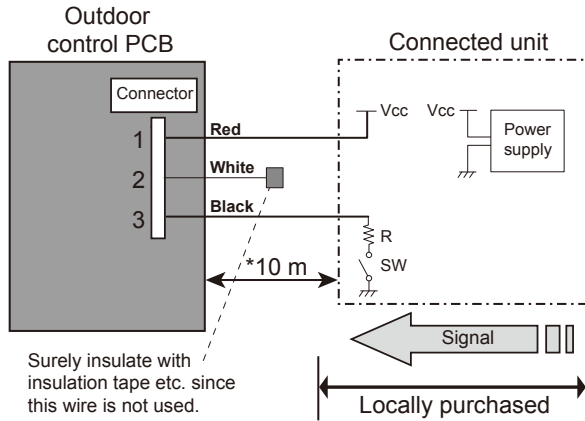 Outdoor
control PCB
Connected unit
Connector
1
Red
2
White
3
Black
Vcc
Vcc
Power
supply
R
SW
*10 m
Signal
Surely insulate with
insulation tape etc. since
this wire is not used.
Locally purchased